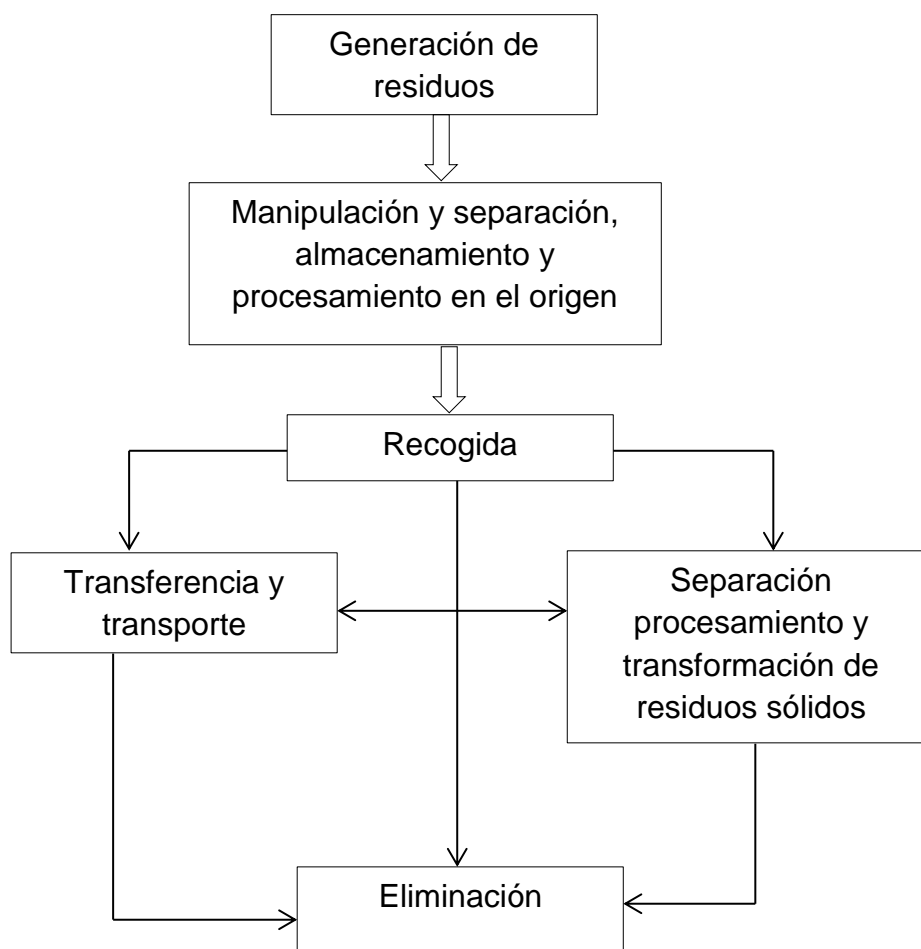 Generación de
residuos
Manipulación y separación,
almacenamiento y
procesamiento en el origen
Recogida
Transferencia y
transporte
Separación
procesamiento y
transformación de
residuos sólidos
Eliminación